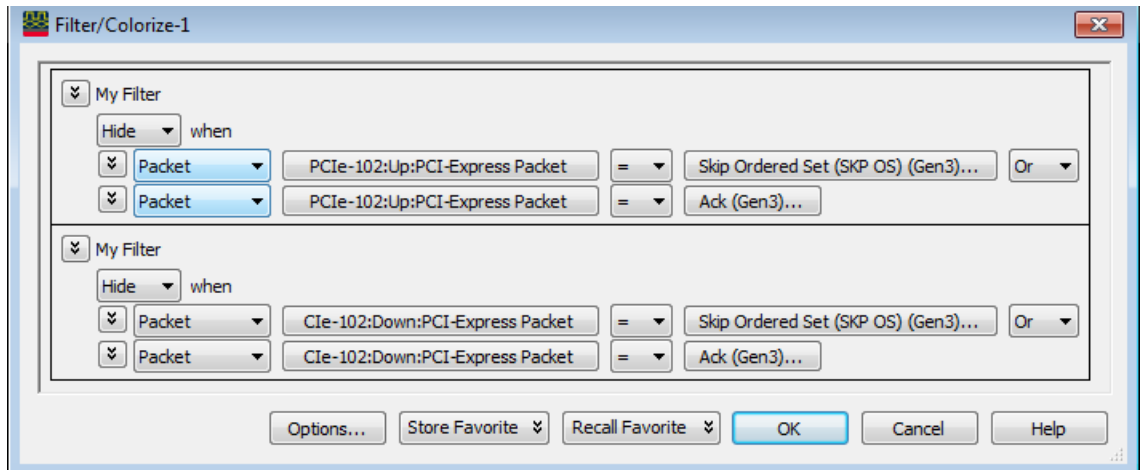 Filter/Colorize-1
My Filter
Hide when
Packet PCIe-102:Up:PCI-Express Packet = Skip Ordered Set (SKP OS) (Gen3)... Or
Packet PCIe-102:Up:PCI-Express Packet = Ack (Gen3)...
My Filter
Hide when
Packet CIe-102:Down:PCI-Express Packet = Skip Ordered Set (SKP OS) (Gen3)... Or
Packet CIe-102:Down:PCI-Express Packet = Ack (Gen3)...
Options... Store Favorite Recall Favorite OK Cancel Help